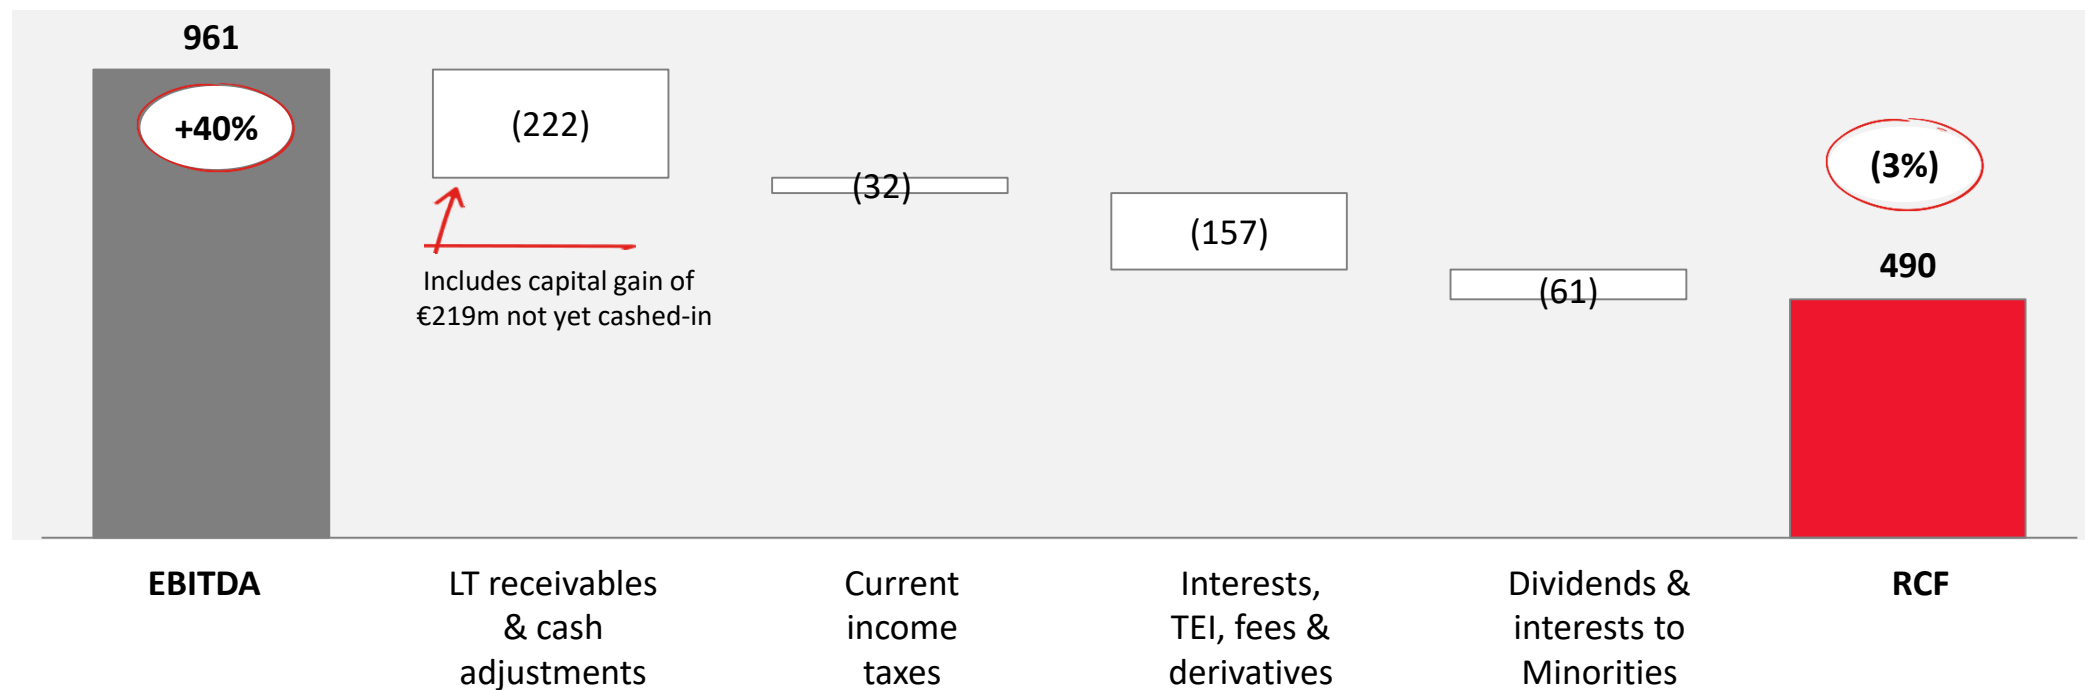 961
+40%
(222)
(32)
(157)
(61)
(3%)
490
Includes capital gain of
€219m not yet cashed-in
EBITDA
LT receivables
& cash
adjustments
Current
income
taxes
Interests,
TEI, fees &
derivatives
Dividends &
interests to
Minorities
RCF